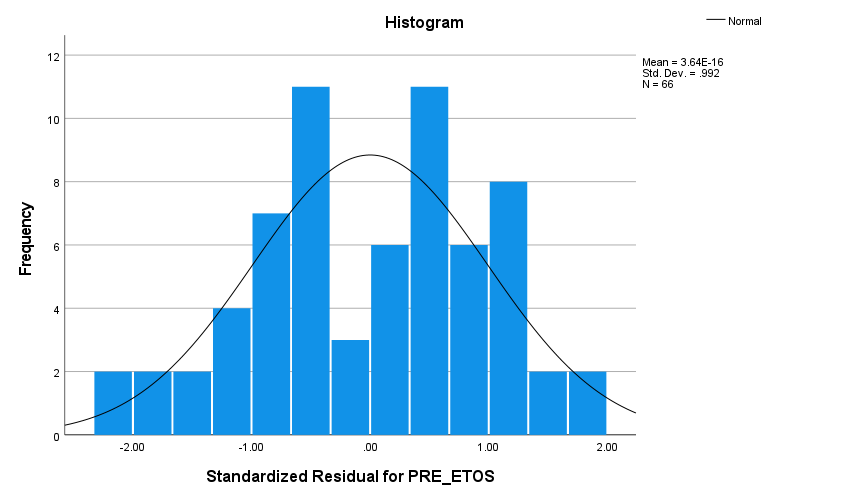 Histogram
Normal
Mean = 3.64E-16
Std. Dev. = .992
N = 66
12
10
8
6
4
2
0
Frequency
-2.00 -1.00 .00 1.00 2.00
Standardized Residual for PRE_ETOS